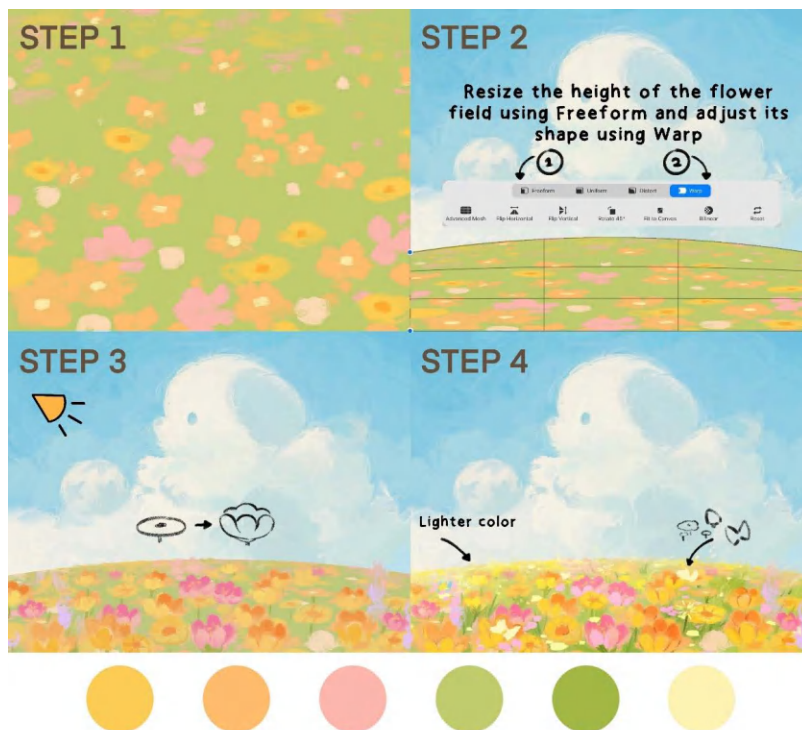 STEP 1
STEP 2
Resize the height of the flower
field using Freeform and adjust its
shape using Warp
1
2
Freeform Uniform Distort Warp
Advanced Mesh Flip Horizontal Flip Vertical Rotate 45° Fit to Canvas Bilinear Reset
STEP 3
STEP 4
Lighter color